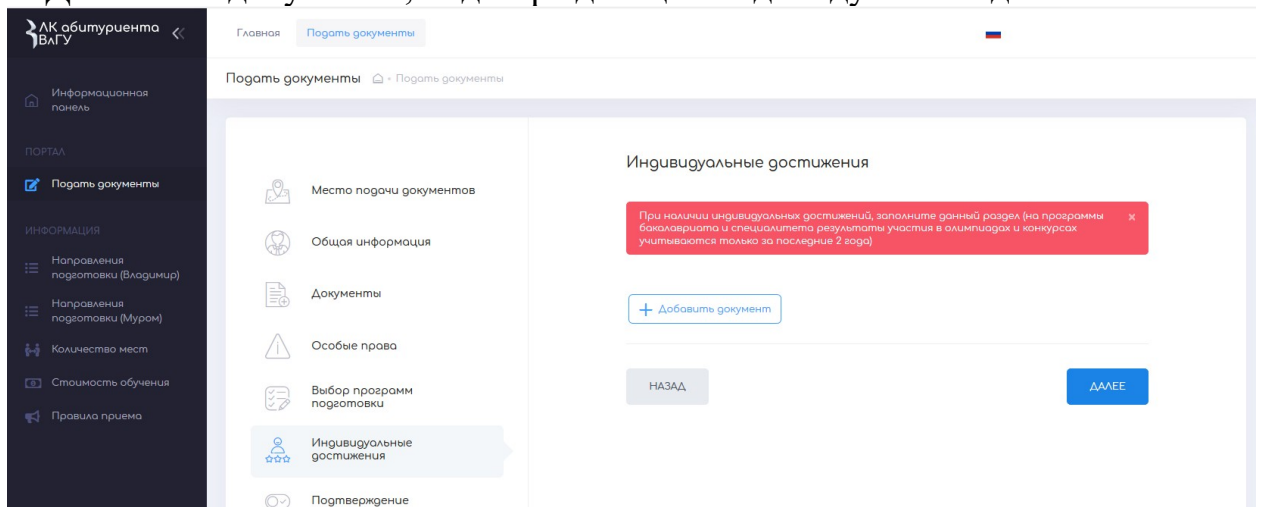 ЛК абитуриента
ВлГУ
Главная
Подать документы
Подать документы
Подать документы
Информационная
панель
ПОРТАЛ
Подать документы
ИНФОРМАЦИЯ
Направления
подготовки (Владимир)
Направления
подготовки (Муром)
Количество мест
Стоимость обучения
Правила приема
Место подачи документов
Общая информация
Документы
Особые права
Выбор программ
подготовки
Индивидуальные
достижения
Подтверждение
Индивидуальные достижения
При наличии индивидуальных достижений, заполните данный раздел (на программы
бакалавриата и специалитета результаты участия в олимпиадах и конкурсах
учитываются только за последние 2 года)
Добавить документ
НАЗАД
ДАЛЕЕ